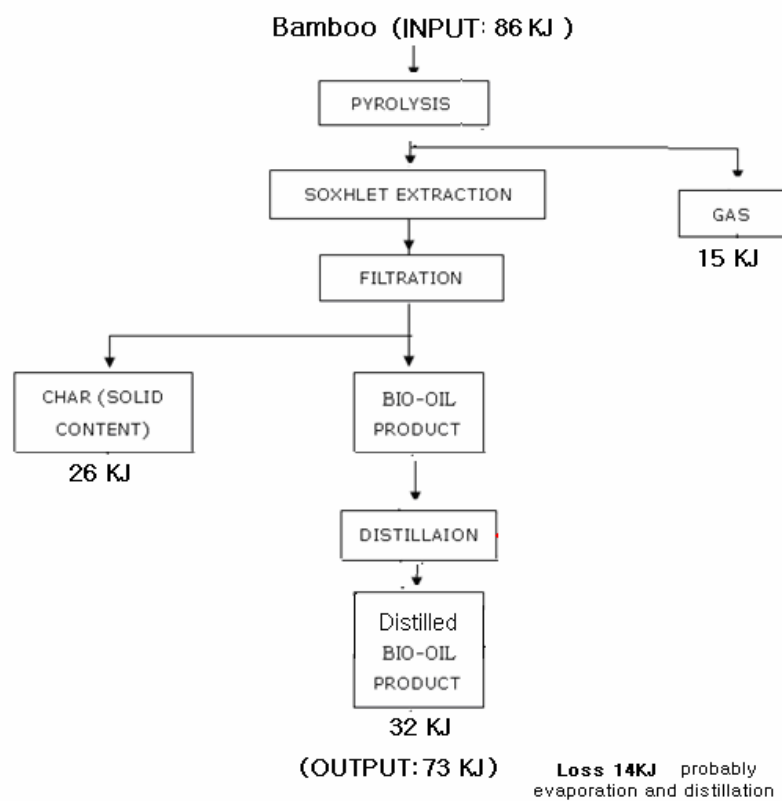 Bamboo (INPUT: 86 KJ )
PYROLYSIS
SOXHLET EXTRACTION
GAS
15 KJ
FILTRATION
CHAR (SOLID
CONTENT)
26 KJ
BIO-OIL
PRODUCT
DISTILLAION
Distilled
BIO-OIL
PRODUCT
32 KJ
(OUTPUT: 73 KJ)
Loss 14KJ probably
evaporation and distillation